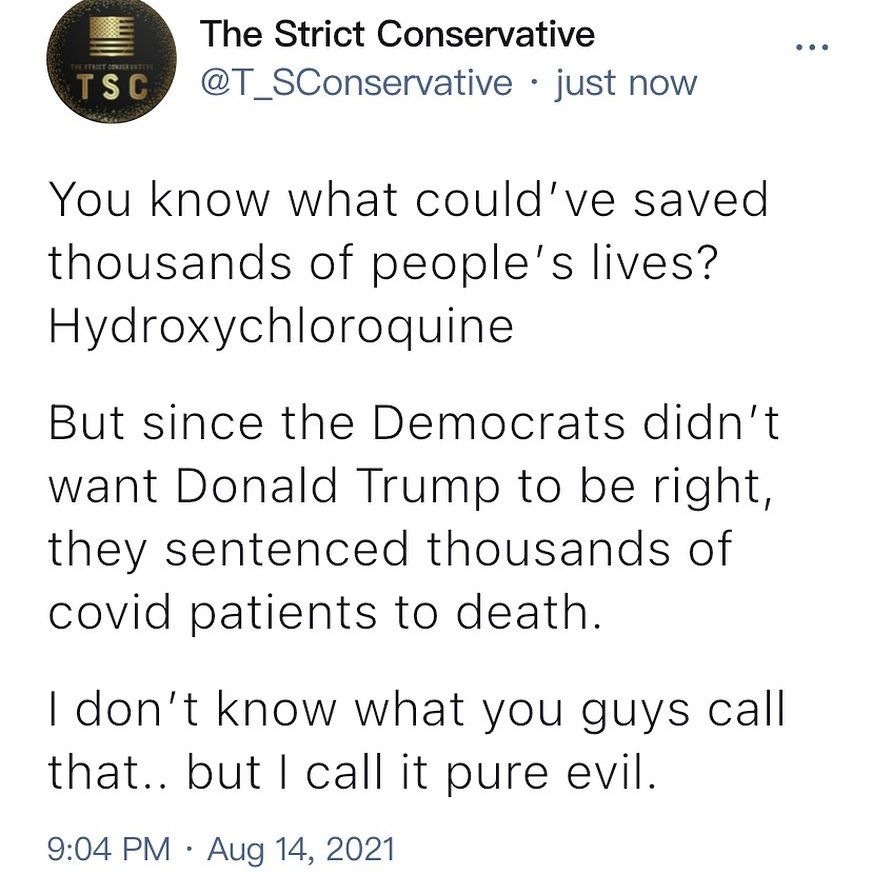 The Strict Conservative
...
@T_SConservative · just now
THE STRICT CONSERVATIVE
TSC
You know what could've saved
thousands of people's lives?
Hydroxychloroquine
But since the Democrats didn't
want Donald Trump to be right,
they sentenced thousands of
covid patients to death.
I don't know what you guys call
that.. but I call it pure evil.
9:04 PM · Aug 14, 2021